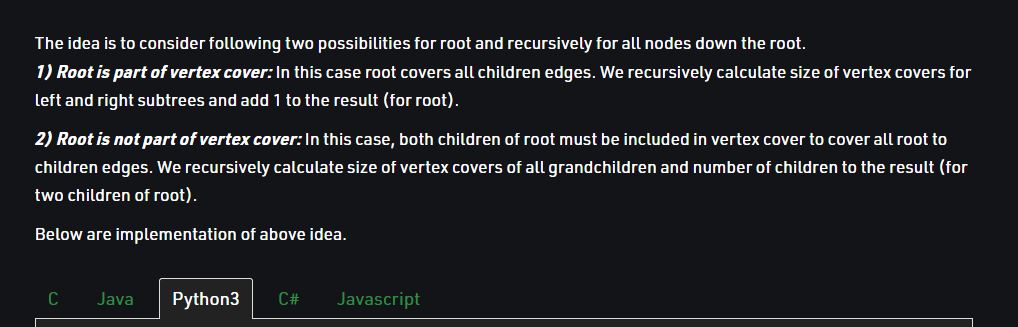 The idea is to consider following two possibilities for root and recursively for all nodes down the root.
1) Root is part of vertex cover: In this case root covers all children edges. We recursively calculate size of vertex covers for
left and right subtrees and add 1 to the result (for root).
2) Root is not part of vertex cover: In this case, both children of root must be included in vertex cover to cover all root to
children edges. We recursively calculate size of vertex covers of all grandchildren and number of children to the result (for
two children of root).
Below are implementation of above idea.
C Java Python3 C# Javascript